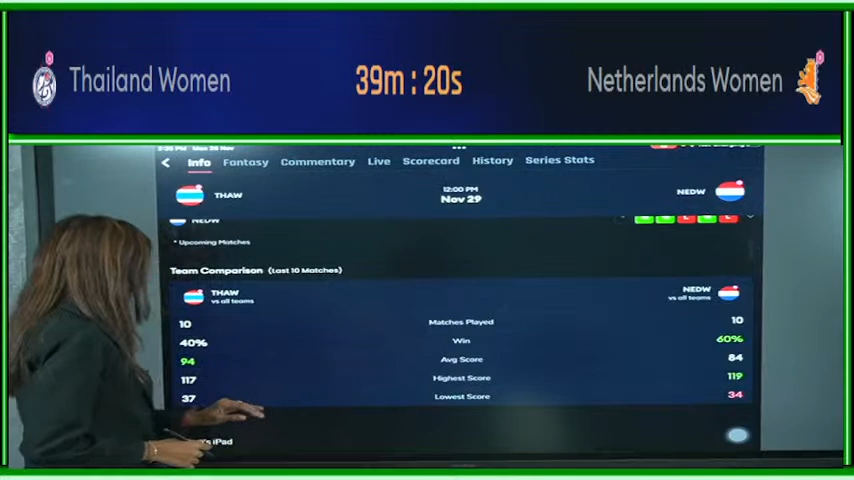 Thailand Women
39m : 20s
Netherlands Women
Mon 28 Nov
Info Fantasy Commentary Live Scorecard History Series Stats
THAW
12:00 PM
Nov 29
NEDW
NEDW
* Upcoming Matches
Team Comparison (Last 10 Matches)
THAW
vs all teams
NEDW
vs all teams
10 Matches Played 10
40% Win 60%
94 Avg Score 84
117 Highest Score 119
37 Lowest Score 34
's iPad